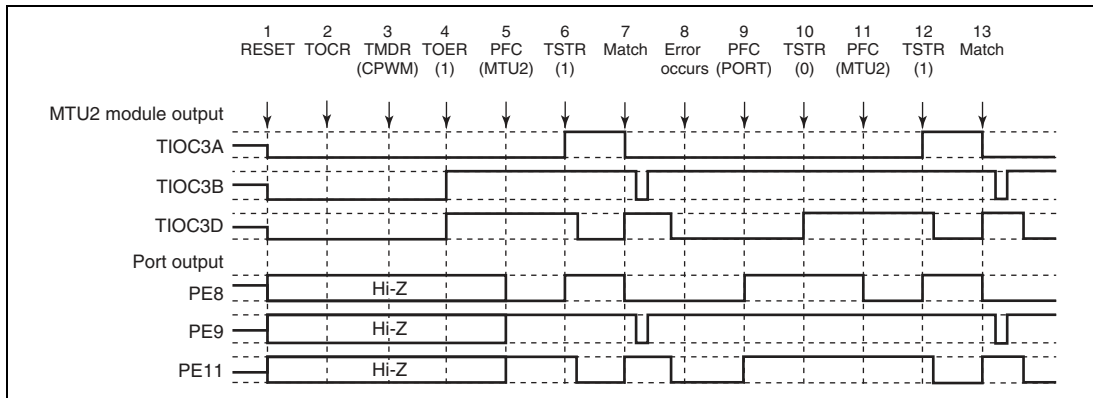 1 2 3 4 5 6 7 8 9 10 11 12 13
RESET TOCR TMDR TOER PFC TSTR Match Error PFC TSTR PFC TSTR Match
(CPWM) (1) (MTU2) (1) occurs (PORT) (0) (MTU2) (1)
MTU2 module output
TIOC3A
TIOC3B
TIOC3D
Port output
PE8 Hi-Z
PE9 Hi-Z
PE11 Hi-Z